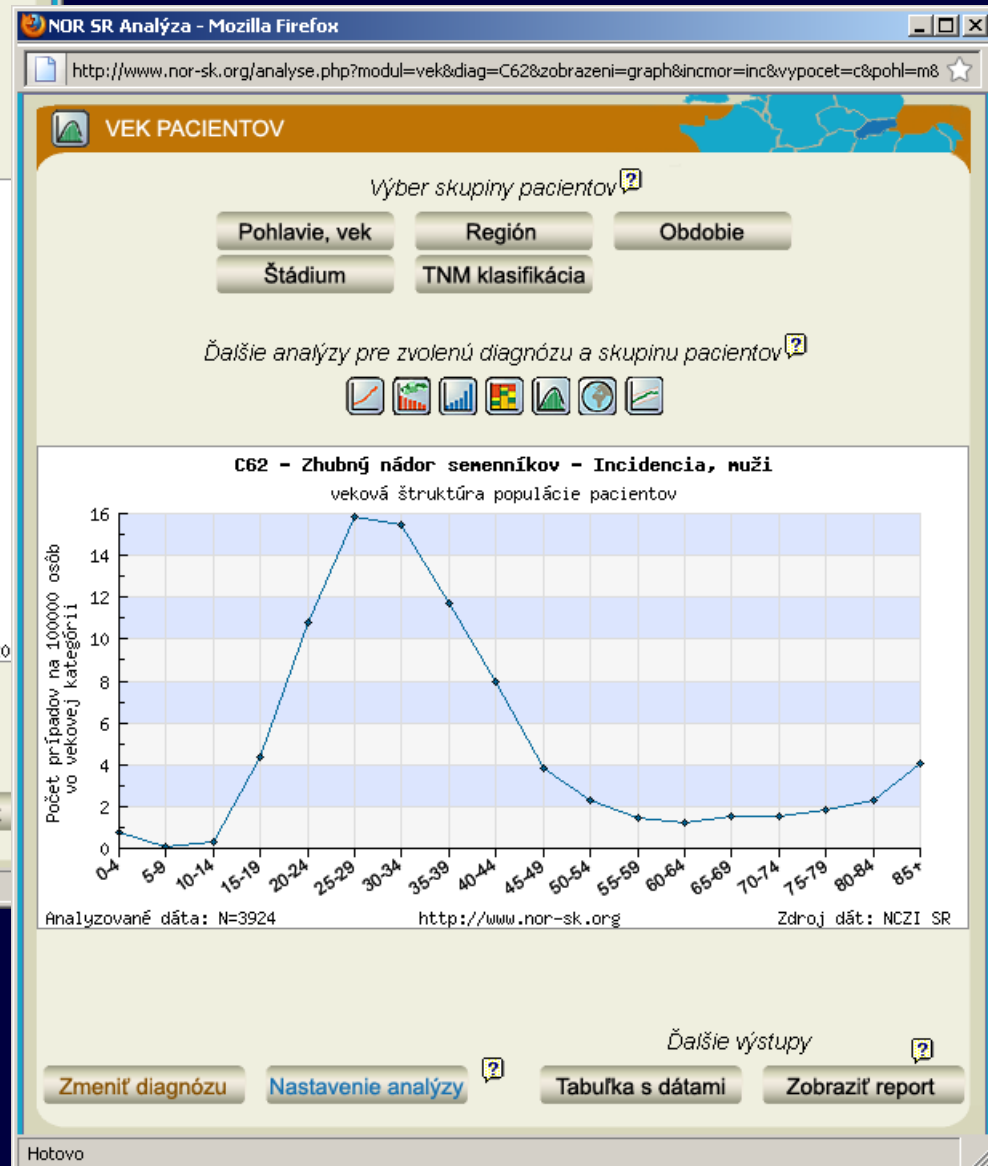 NOR SR Analýza - Mozilla Firefox
http://www.nor-sk.org/analyse.php?modul=vek&diag=C62&zobrazeni=graph&incmor=inc&vypocet=c&pohl=m&
VEK PACIENTOV
Výber skupiny pacientov ?
Pohlavie, vek Región Obdobie
Štádium TNM klasifikácia
Ďalšie analýzy pre zvolenú diagnózu a skupinu pacientov ?
C62 - Zhubný nádor semenníkov - Incidencia, muži
veková štruktúra populácie pacientov
Počet prípadov na 100000 osôb
vo vekovej kategórii
16
14
12
10
8
6
4
2
0
0-4 5-9 10-14 15-19 20-24 25-29 30-34 35-39 40-44 45-49 50-54 55-59 60-64 65-69 70-74 75-79 80-84 85+
Analyzované dáta: N=3924 http://www.nor-sk.org Zdroj dát: NCZI SR
Ďalšie výstupy
? ?
Zmeniť diagnózu Nastavenie analýzy Tabuľka s dátami Zobraziť report
Hotovo